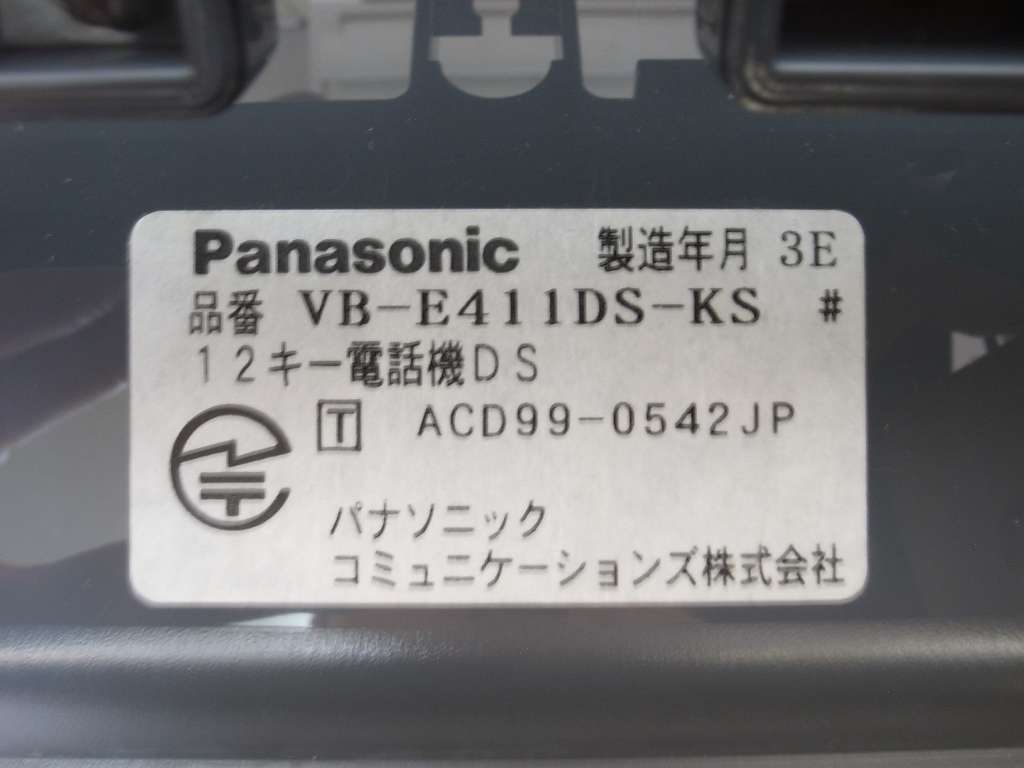 Panasonic 製造年月 3E
品番 VB-E411DS-KS #
12キー電話機DS
T ACD99-0542JP
パナソニック
コミュニケーションズ株式会社